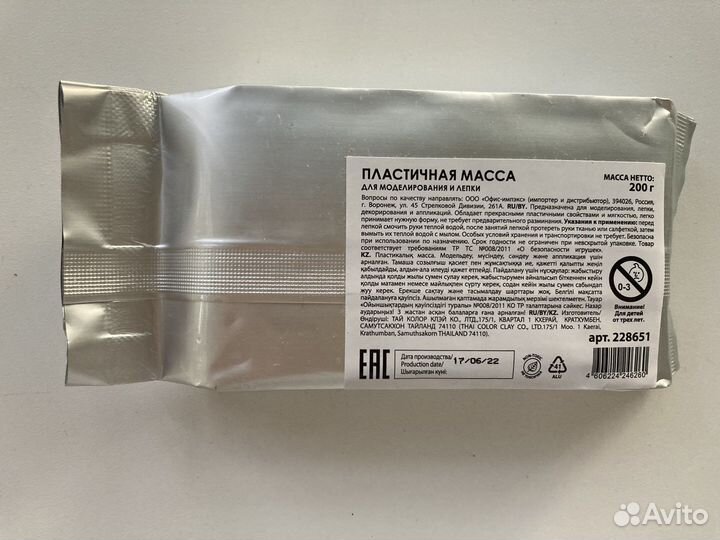 ПЛАСТИЧНАЯ МАССА
ДЛЯ МОДЕЛИРОВАНИЯ И ЛЕПКИ
МАССА НЕТТО:
200 г
Вопросы по качеству направлять: ООО «Офис-импэкс» (импортер и дистрибьютор), 394026, Россия,
г. Воронеж, ул. 45 Стрелковой Дивизии, 261А. RU/BY. Предназначена для моделирования, лепки,
декорирования и аппликаций. Обладает прекрасными пластичными свойствами и мягкостью, легко
принимает нужную форму, не требует предварительного разминания. Указания к применению: перед
лепкой смочить руки теплой водой, после занятий лепкой протереть руки тканью или салфеткой, затем
вымыть их теплой водой с мылом. Особых условий хранения и транспортировки не требует. Безопасна
при использовании по назначению. Срок годности не ограничен при невскрытой упаковке. Товар
соответствует требованиям ТР ТС №008/2011 «О безопасности игрушек».
KZ. Пластикалық масса. Модельдеу, мүсіндеу, сәндеу және аппликация үшін
арналған. Тамаша созылғыш қасиет пен жұмсақтыққа ие, қажетті қалыпты жеңіл
қабылдайды, алдын-ала илеуді қажет етпейді. Пайдалану үшін нұсқаулар: жабыстыру
алдында қолды жылы сумен сулау керек, жабыстырумен айналысып біткеннен кейін
қолды матамен немесе майлықпен сүрту керек, содан кейін жылы сумен сабындап
жуу керек. Ерекше сақтау және тасымалдау шарттары жоқ. Белгілі мақсатта
пайдалануға қауіпсіз. Ашылмаған қаптамада жарамдылық мерзімі шектелмеген. Тауар
«Ойыншықтардың қауіпсіздігі туралы» №008/2011 КО ТР талаптарына сәйкес. Назар
аударыңыз! 3 жастан асқан балаларға ғана арналған! RU/BY/KZ. Изготовитель/
Өндіруші: ТАЙ КОЛОР КЛЭЙ КО., ЛТД.,175/1, КВАРТАЛ 1 КХЕРАЙ, КРАТХУМБЕН,
САМУТСАКХОН ТАЙЛАНД 74110 (THAI COLOR CLAY CO., LTD.175/1 Moo. 1 Kaerai,
Krathumban, Samuthsakorn THAILAND 74110).
0-3
Внимание!
Для детей
от трех лет.
арт. 228651
EAC
Дата производства/
Production date/
Шығарылған күні:
17/06/22
NON-TOXIC
41
ALU
4 606224 246260
Avito